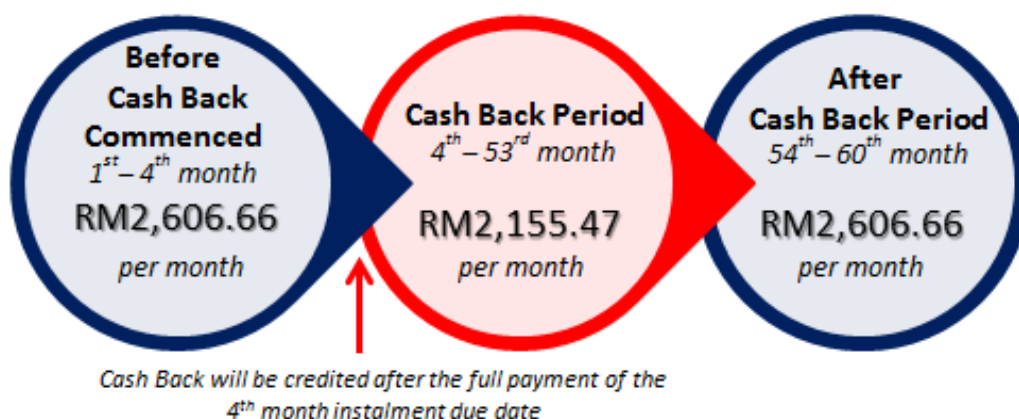 Before
Cash Back
Commenced
1st – 4th month
RM2,606.66
per month
Cash Back Period
4th – 53rd month
RM2,155.47
per month
After
Cash Back Period
54th – 60th month
RM2,606.66
per month
Cash Back will be credited after the full payment of the
4th month instalment due date